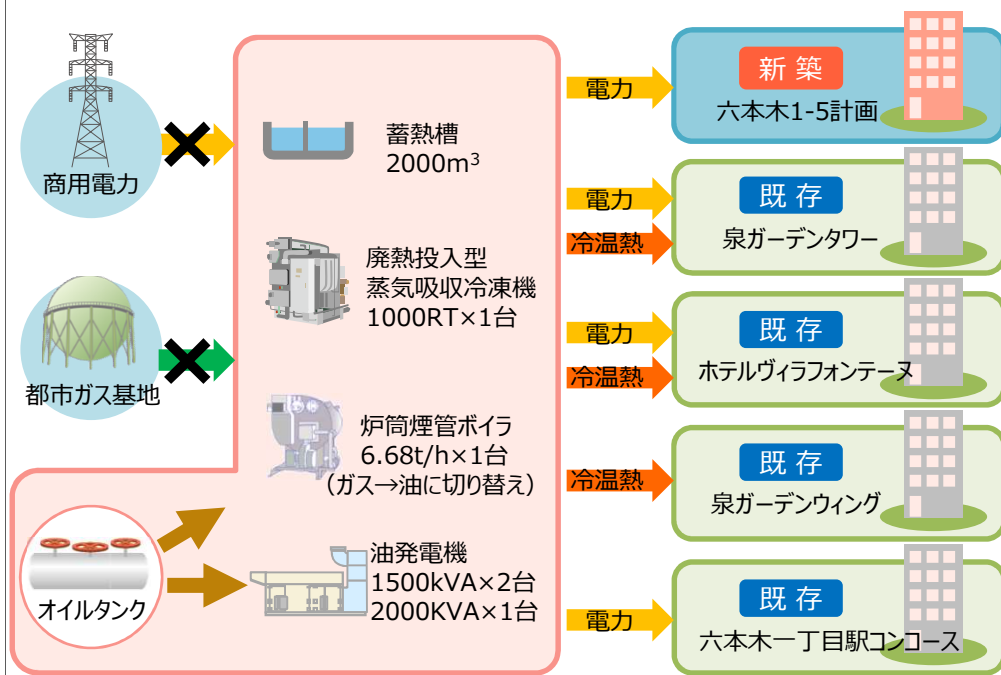 商用電力
都市ガス基地
オイルタンク
蓄熱槽
2000m³
廃熱投入型
蒸気吸収冷凍機
1000RT×1台
炉筒煙管ボイラ
6.68t/h×1台
(ガス→油に切り替え)
油発電機
1500kVA×2台
2000KVA×1台
電力
新築
六本木1-5計画
電力
冷温熱
既存
泉ガーデンタワー
電力
冷温熱
既存
ホテルヴィラフォンテーヌ
冷温熱
既存
泉ガーデンウィング
電力
既存
六本木一丁目駅コンコース